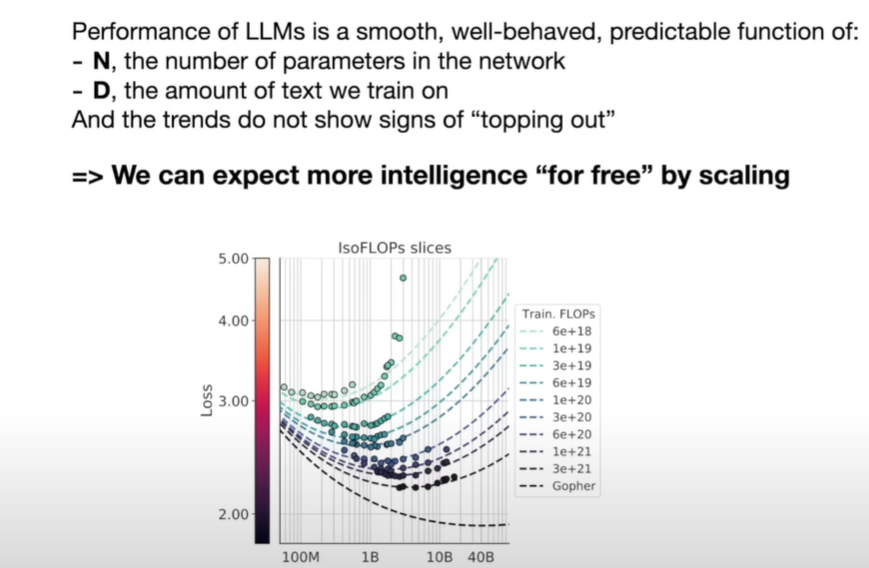 Performance of LLMs is a smooth, well-behaved, predictable function of:
- N, the number of parameters in the network
- D, the amount of text we train on
And the trends do not show signs of “topping out”
=> We can expect more intelligence “for free” by scaling
IsoFLOPs slices
5.00
4.00
3.00
2.00
Loss
100M 1B 10B 40B
Train. FLOPs
6e+18
1e+19
3e+19
6e+19
1e+20
3e+20
6e+20
1e+21
3e+21
Gopher